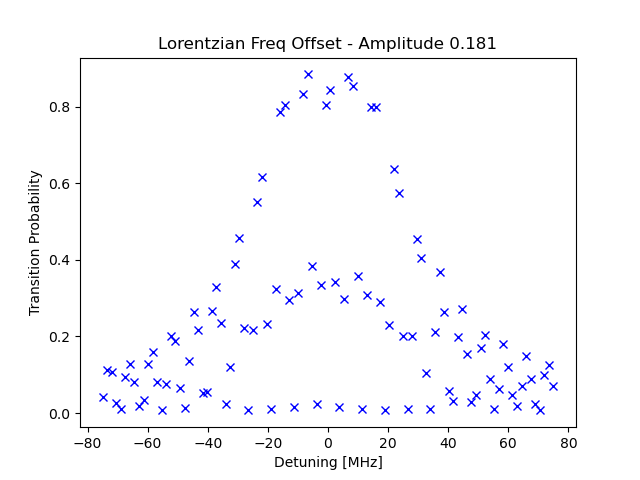 Lorentzian Freq Offset - Amplitude 0.181
Transition Probability
0.8
0.6
0.4
0.2
0.0
−80 −60 −40 −20 0 20 40 60 80
Detuning [MHz]